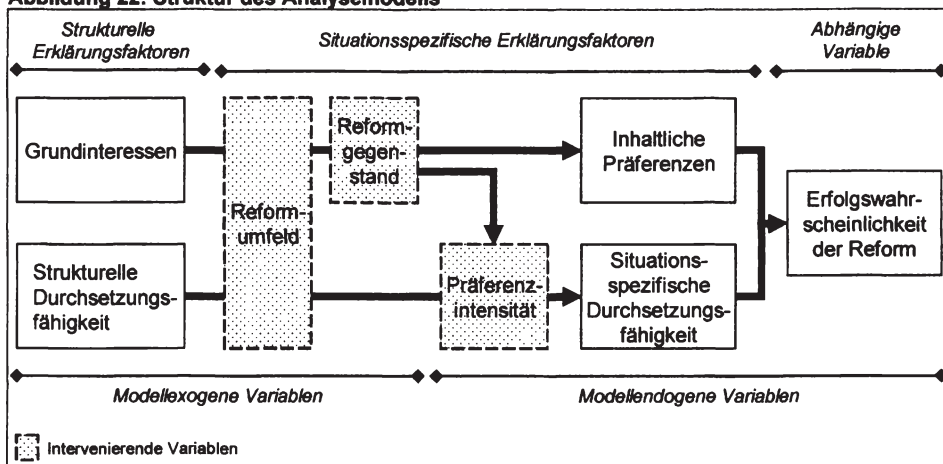 Abbildung 22: Struktur des Analysemodells
Strukturelle
Erklärungsfaktoren
Situationsspezifische Erklärungsfaktoren
Abhängige
Variable
Grundinteressen
Reform-
umfeld
Reform-
gegen-
stand
Inhaltliche
Präferenzen
Erfolgswahr-
scheinlichkeit
der Reform
Strukturelle
Durchsetzungs-
fähigkeit
Präferenz-
intensität
Situations-
spezifische
Durchsetzungs-
fähigkeit
Modellexogene Variablen
Modellendogene Variablen
Intervenierende Variablen